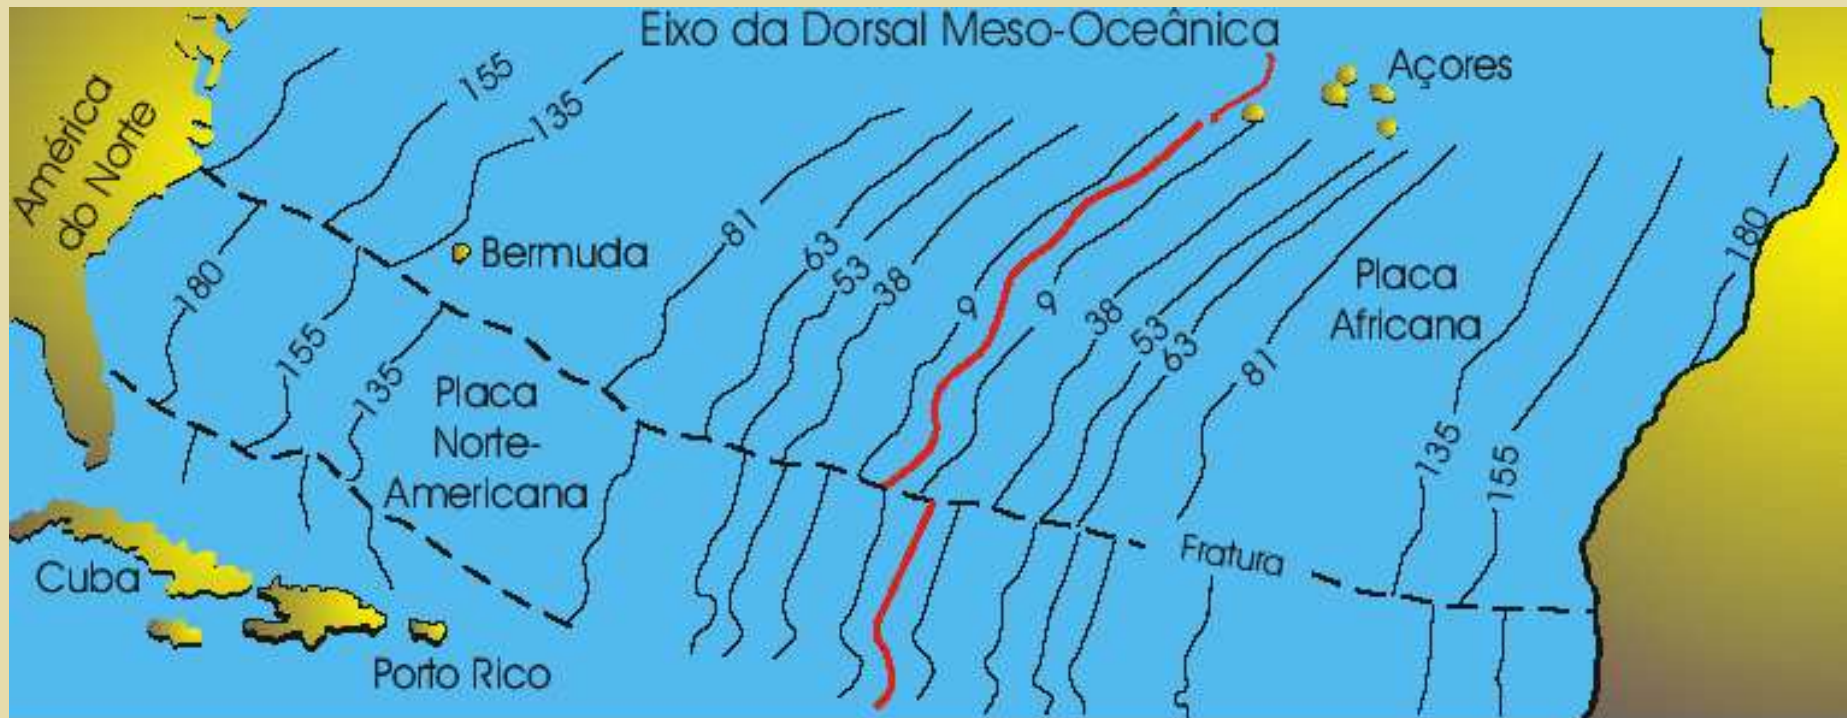 Eixo da Dorsal Meso-Oceânica
Açores
América
do Norte
155
135
81
63
53
38
9
9
38
53
63
81
180
Bermuda
Placa
Africana
180
155
135
Placa
Norte-
Americana
135
155
Fratura
Cuba
Porto Rico